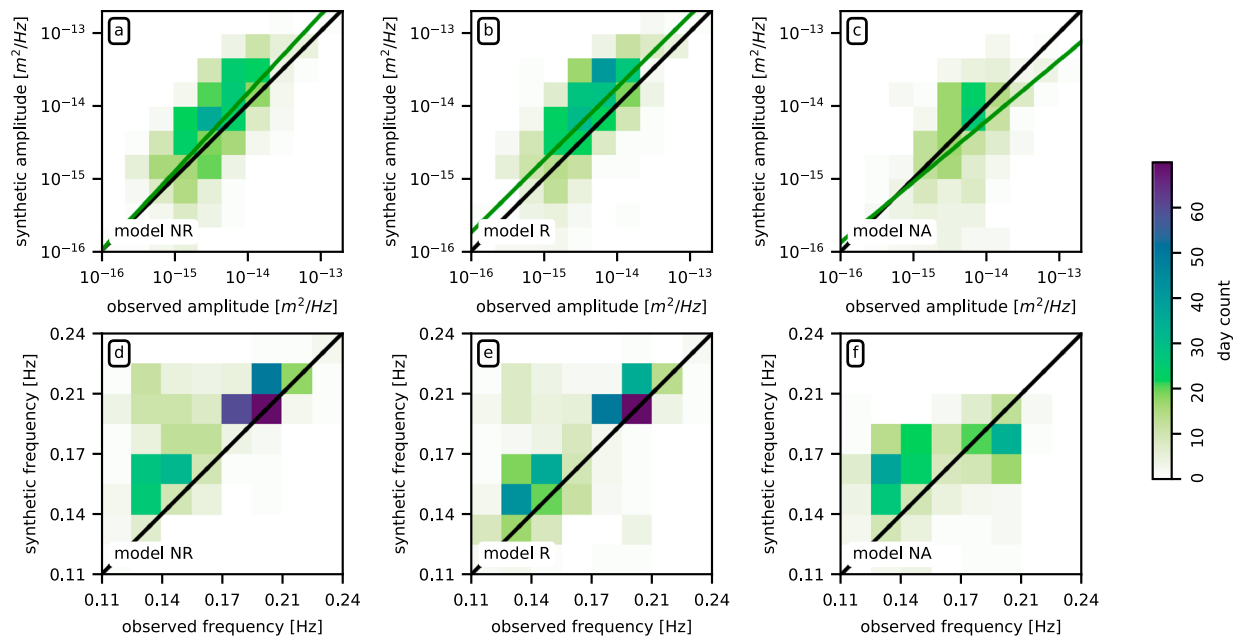 a
10⁻¹³
10⁻¹⁴
10⁻¹⁵
10⁻¹⁶
synthetic amplitude [m²/Hz]
model NR
10⁻¹⁶ 10⁻¹⁵ 10⁻¹⁴ 10⁻¹³
observed amplitude [m²/Hz]
b
10⁻¹³
10⁻¹⁴
10⁻¹⁵
10⁻¹⁶
synthetic amplitude [m²/Hz]
model R
10⁻¹⁶ 10⁻¹⁵ 10⁻¹⁴ 10⁻¹³
observed amplitude [m²/Hz]
c
10⁻¹³
10⁻¹⁴
10⁻¹⁵
10⁻¹⁶
synthetic amplitude [m²/Hz]
model NA
10⁻¹⁶ 10⁻¹⁵ 10⁻¹⁴ 10⁻¹³
observed amplitude [m²/Hz]
d
0.24
0.21
0.17
0.14
0.11
synthetic frequency [Hz]
model NR
0.11 0.14 0.17 0.21 0.24
observed frequency [Hz]
e
0.24
0.21
0.17
0.14
0.11
synthetic frequency [Hz]
model R
0.11 0.14 0.17 0.21 0.24
observed frequency [Hz]
f
0.24
0.21
0.17
0.14
0.11
synthetic frequency [Hz]
model NA
0.11 0.14 0.17 0.21 0.24
observed frequency [Hz]
60
50
40
30
20
10
0
day count